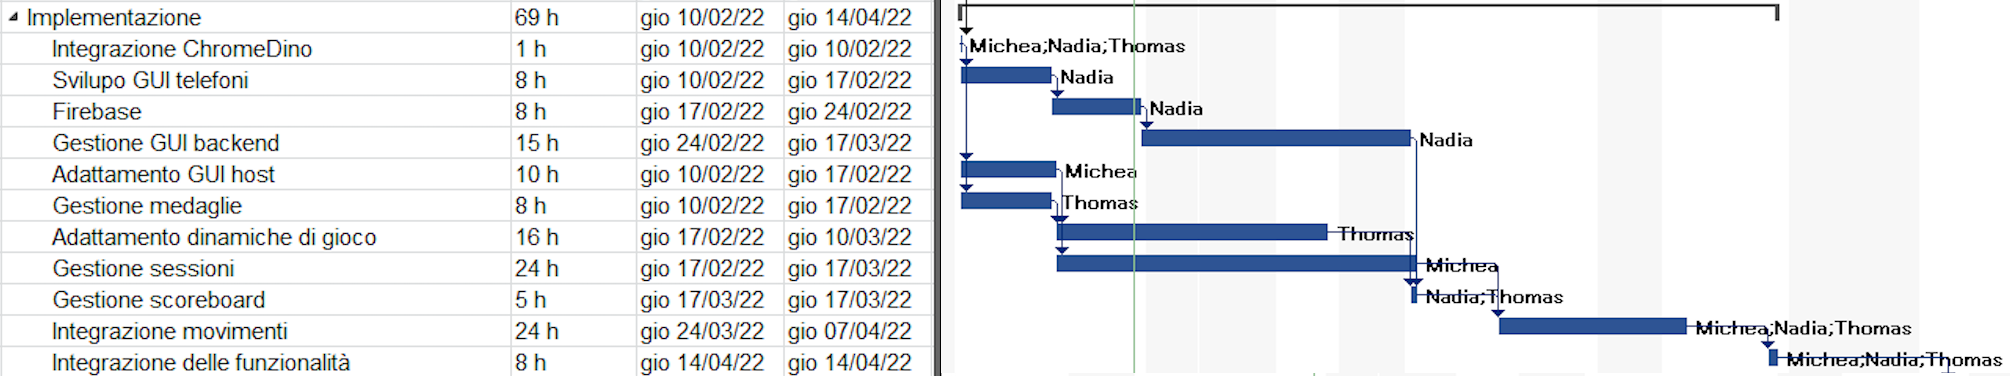 Implementazione 69 h gio 10/02/22 gio 14/04/22
Integrazione ChromeDino 1 h gio 10/02/22 gio 10/02/22 Michea;Nadia;Thomas
Svilupo GUI telefoni 8 h gio 10/02/22 gio 17/02/22 Nadia
Firebase 8 h gio 17/02/22 gio 24/02/22 Nadia
Gestione GUI backend 15 h gio 24/02/22 gio 17/03/22 Nadia
Adattamento GUI host 10 h gio 10/02/22 gio 17/02/22 Michea
Gestione medaglie 8 h gio 10/02/22 gio 17/02/22 Thomas
Adattamento dinamiche di gioco 16 h gio 17/02/22 gio 10/03/22 Thomas
Gestione sessioni 24 h gio 17/02/22 gio 17/03/22 Michea
Gestione scoreboard 5 h gio 17/03/22 gio 17/03/22 Nadia;Thomas
Integrazione movimenti 24 h gio 24/03/22 gio 07/04/22 Michea;Nadia;Thomas
Integrazione delle funzionalità 8 h gio 14/04/22 gio 14/04/22 Michea;Nadia;Thomas